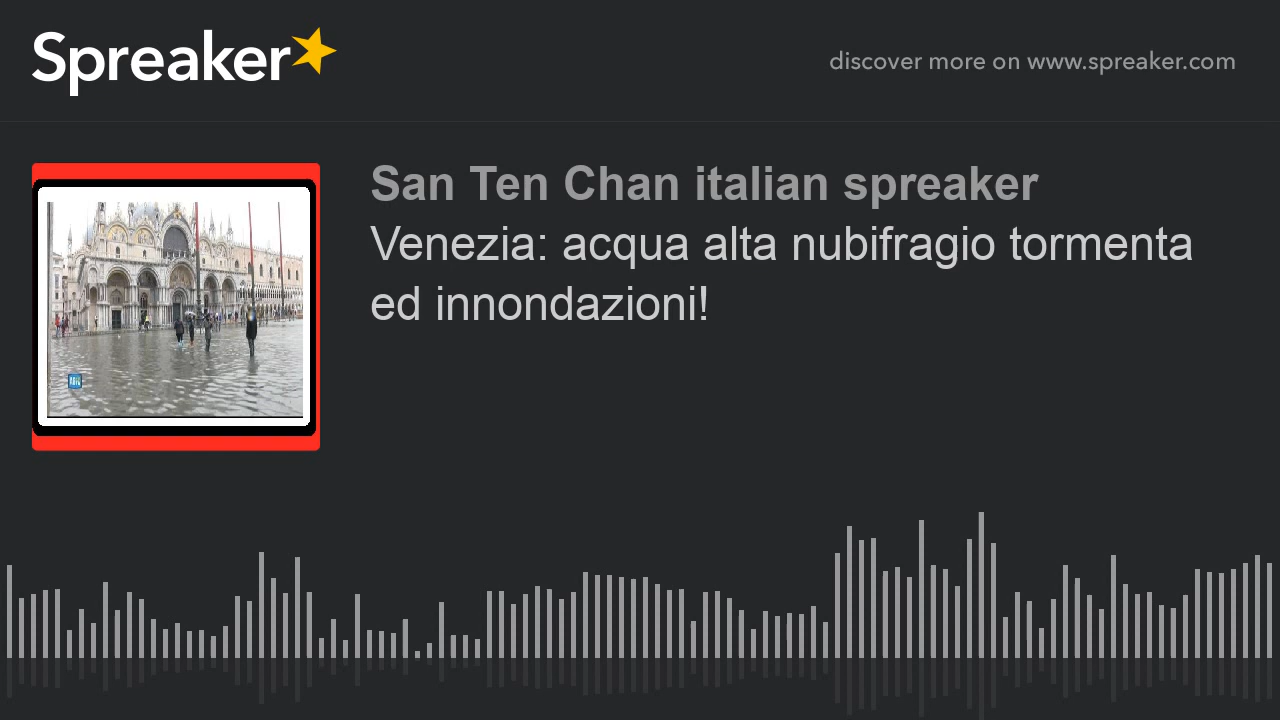 Spreaker
discover more on www.spreaker.com
San Ten Chan italian spreaker
Venezia: acqua alta nubifragio tormenta
ed innondazioni!